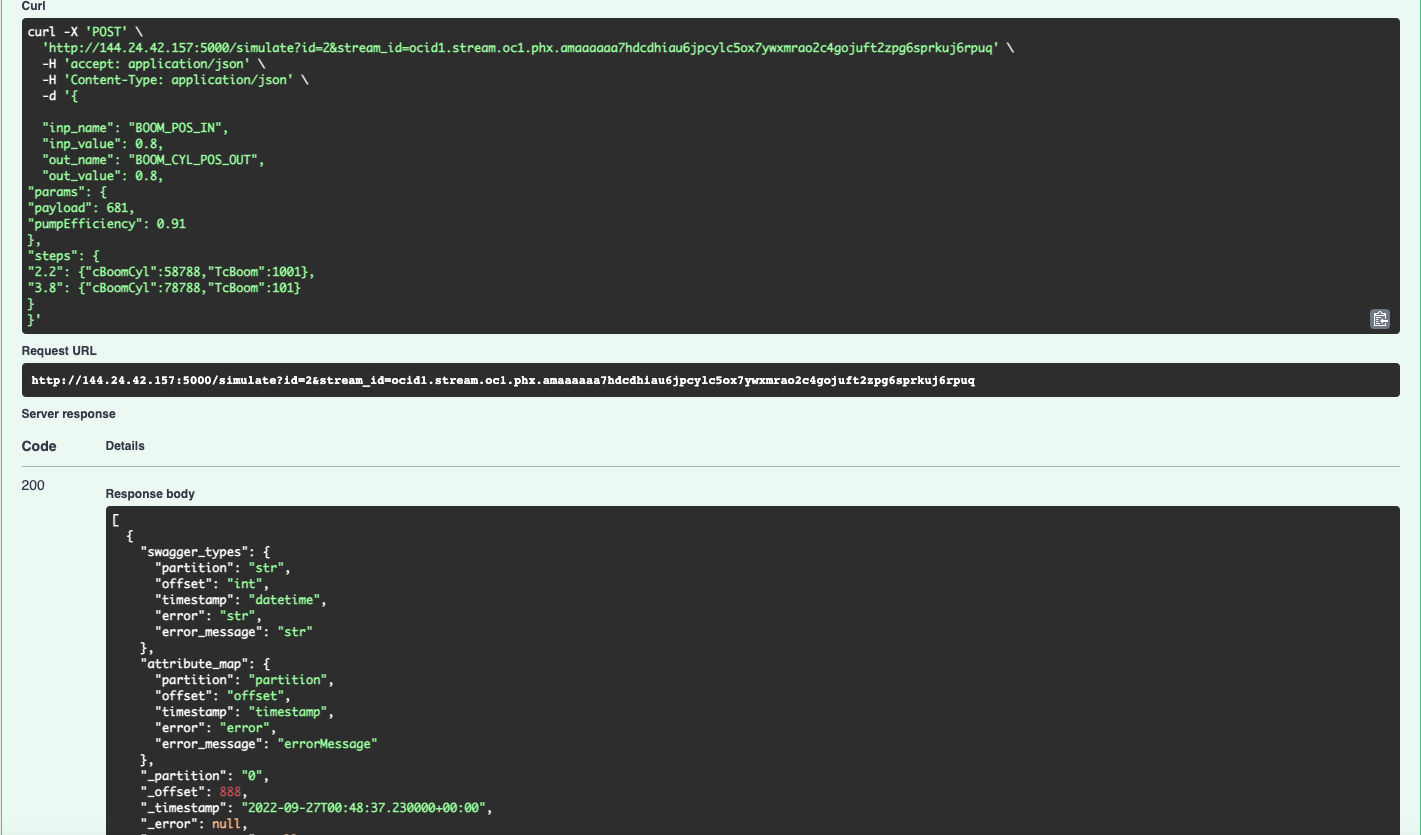 Curl
curl -X 'POST' \
'http://144.24.42.157:5000/simulate?id=2&stream_id=ocid1.stream.oc1.phx.amaaaaaa7hdcdhiau6jpcylc5ox7ywxmrao2c4gojuft2zpg6sprkuj6rpuq' \
-H 'accept: application/json' \
-H 'Content-Type: application/json' \
-d '{
"inp_name": "BOOM_POS_IN",
"inp_value": 0.8,
"out_name": "BOOM_CYL_POS_OUT",
"out_value": 0.8,
"params": {
"payload": 681,
"pumpEfficiency": 0.91
},
"steps": {
"2.2": {"cBoomCyl":58788,"TcBoom":1001},
"3.8": {"cBoomCyl":78788,"TcBoom":101}
}
}'
Request URL
http://144.24.42.157:5000/simulate?id=2&stream_id=ocid1.stream.oc1.phx.amaaaaaa7hdcdhiau6jpcylc5ox7ywxmrao2c4gojuft2zpg6sprkuj6rpuq
Server response
Code Details
200
Response body
[
{
"swagger_types": {
"partition": "str",
"offset": "int",
"timestamp": "datetime",
"error": "str",
"error_message": "str"
},
"attribute_map": {
"partition": "partition",
"offset": "offset",
"timestamp": "timestamp",
"error": "error",
"error_message": "errorMessage"
},
"_partition": "0",
"_offset": 888,
"_timestamp": "2022-09-27T00:48:37.230000+00:00",
"_error": null,